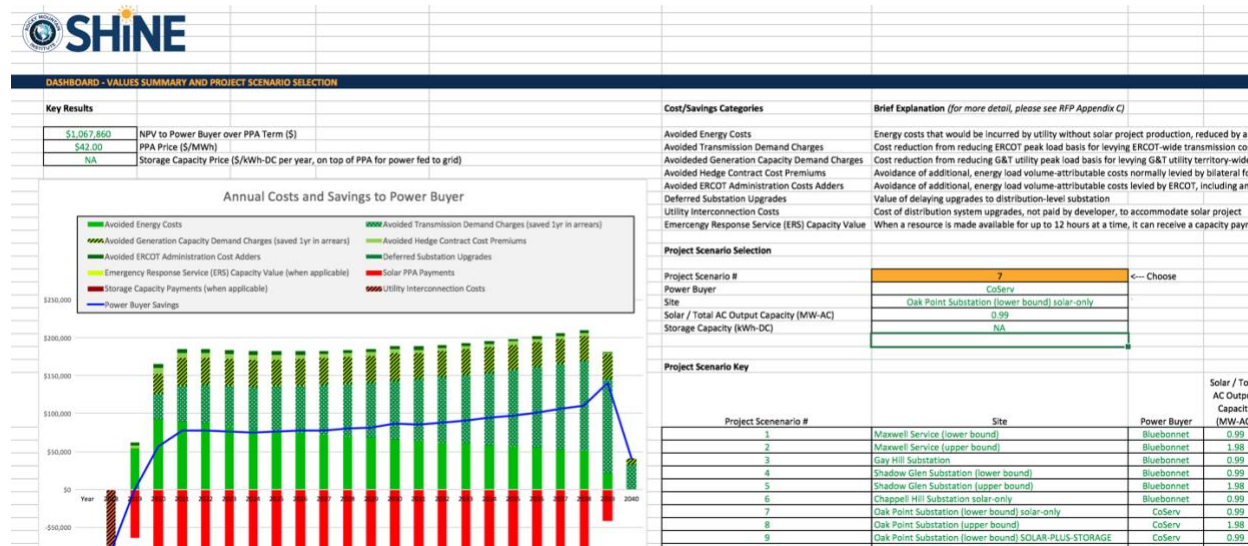 ROCKY MOUNTAIN INSTITUTE
SHiNE
DASHBOARD - VALUES SUMMARY AND PROJECT SCENARIO SELECTION
Key Results
$1,067,860 NPV to Power Buyer over PPA Term ($)
$42.00 PPA Price ($/MWh)
NA Storage Capacity Price ($/kWh-DC per year, on top of PPA for power fed to grid)
Annual Costs and Savings to Power Buyer
Avoided Energy Costs
Avoided Transmission Demand Charges (saved 1yr in arrears)
Avoided Generation Capacity Demand Charges (saved 1yr in arrears)
Avoided Hedge Contract Cost Premiums
Avoided ERCOT Administration Cost Adders
Deferred Substation Upgrades
Emergency Response Service (ERS) Capacity Value (when applicable)
Solar PPA Payments
Storage Capacity Payments (when applicable)
Utility Interconnection Costs
Power Buyer Savings
$250,000
$200,000
$150,000
$100,000
$50,000
$0
-$50,000
Year 2040
Cost/Savings Categories Brief Explanation (for more detail, please see RFP Appendix C)
Avoided Energy Costs Energy costs that would be incurred by utility without solar project production, reduced by a
Avoided Transmission Demand Charges Cost reduction from reducing ERCOT peak load basis for levying ERCOT-wide transmission co
Avoideded Generation Capacity Demand Charges Cost reduction from reducing G&T utility peak load basis for levying G&T utility territory-wide
Avoided Hedge Contract Cost Premiums Avoidance of additional, energy load volume-attributable costs normally levied by bilateral fo
Avoided ERCOT Administration Costs Adders Avoidance of additional, energy load volume-attributable costs levied by ERCOT, including an
Deferred Substation Upgrades Value of delaying upgrades to distribution-level substation
Utility Interconnection Costs Cost of distribution system upgrades, not paid by developer, to accommodate solar project
Emercengy Response Service (ERS) Capacity Value When a resource is made available for up to 12 hours at a time, it can receive a capacity payr
Project Scenario Selection
Project Scenario # 7 <--- Choose
Power Buyer CoServ
Site Oak Point Substation (lower bound) solar-only
Solar / Total AC Output Capacity (MW-AC) 0.99
Storage Capacity (kWh-DC) NA
Project Scenario Key
Solar / To
AC Outp
Capacit
Project Scenenario # Site Power Buyer (MW-AC
1 Maxwell Service (lower bound) Bluebonnet 0.99
2 Maxwell Service (upper bound) Bluebonnet 1.98
3 Gay Hill Substation Bluebonnet 0.99
4 Shadow Glen Substation (lower bound) Bluebonnet 0.99
5 Shadow Glen Substation (upper bound) Bluebonnet 1.98
6 Chappell Hill Substation solar-only Bluebonnet 0.99
7 Oak Point Substation (lower bound) solar-only CoServ 0.99
8 Oak Point Substation (upper bound) CoServ 1.98
9 Oak Point Substation (lower bound) SOLAR-PLUS-STORAGE CoServ 0.99